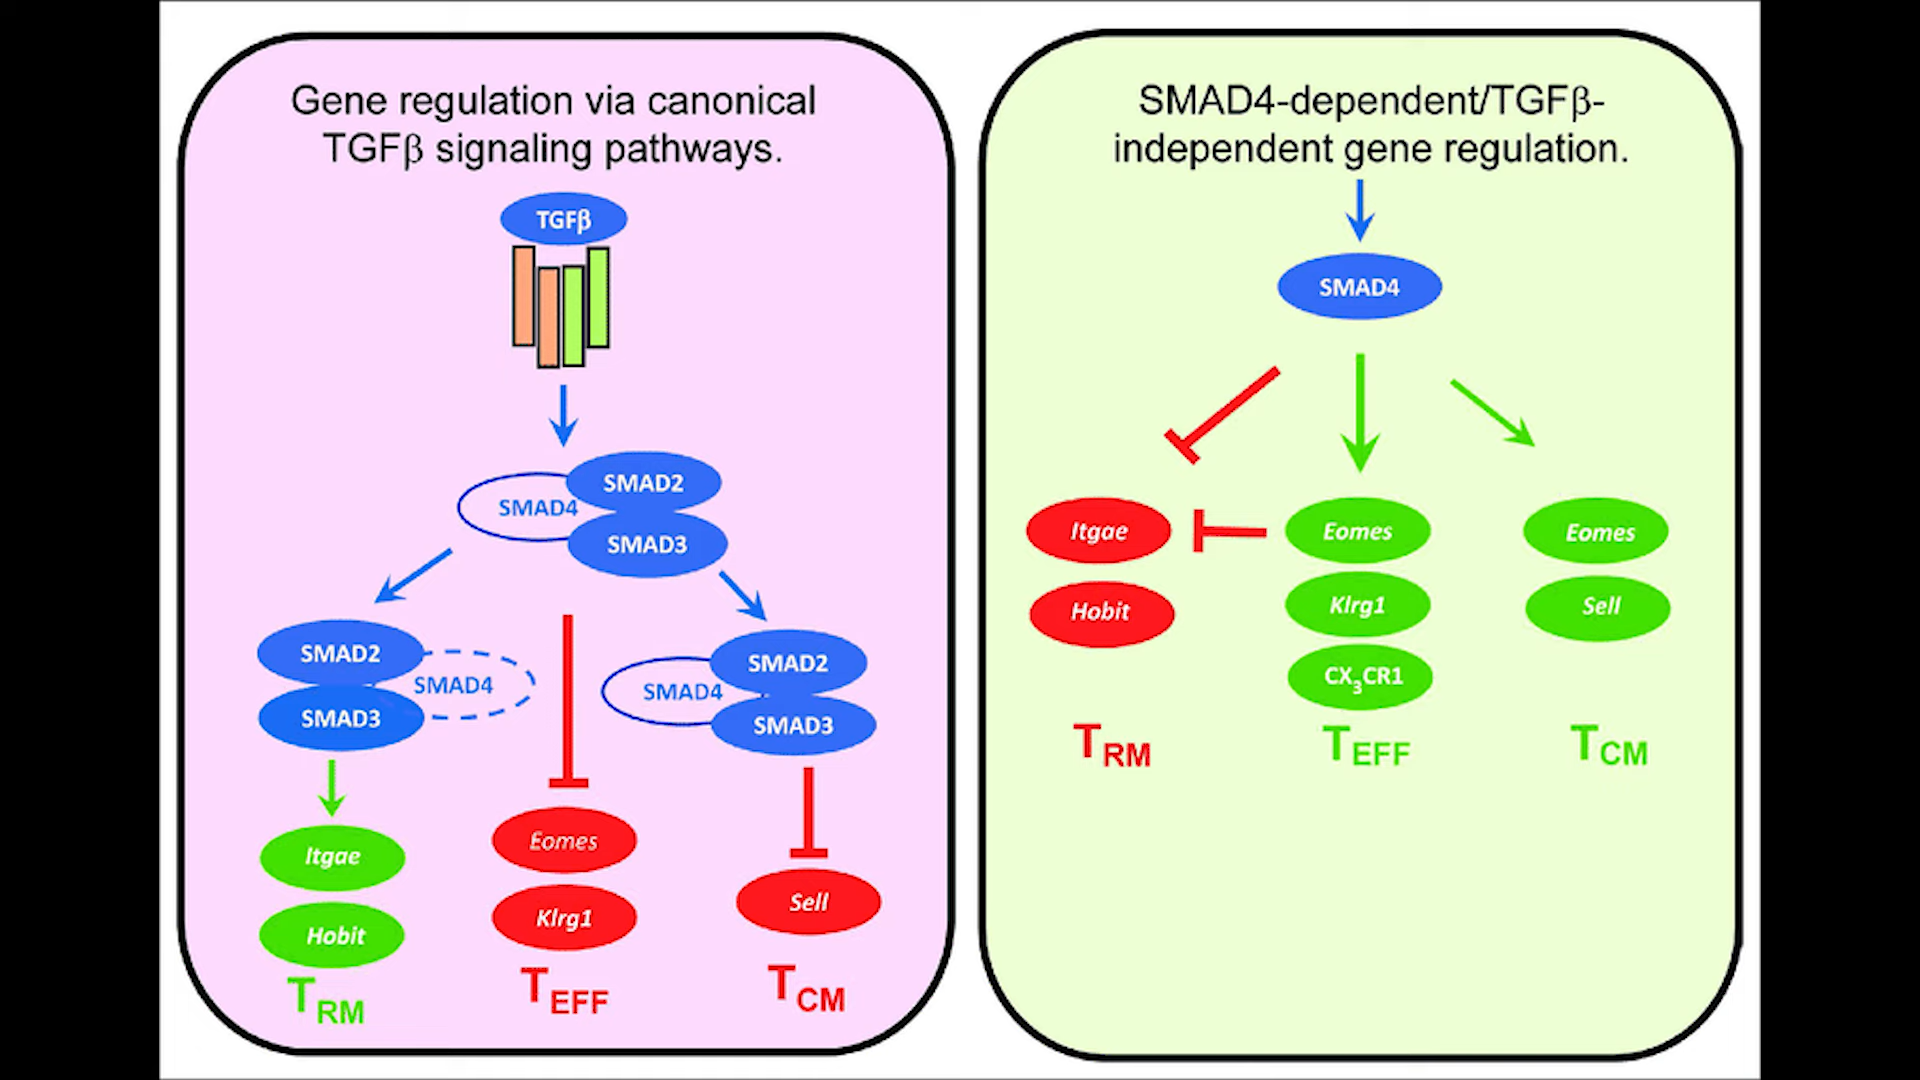 Gene regulation via canonical
TGFβ signaling pathways.
TGFβ
SMAD4
SMAD2
SMAD3
SMAD2
SMAD4
SMAD3
SMAD2
SMAD4
SMAD3
Itgae
Hobit
TRM
Eomes
Klrg1
TEFF
Sell
TCM
SMAD4-dependent/TGFβ-
independent gene regulation.
SMAD4
Itgae
Hobit
TRM
Eomes
Klrg1
CX3CR1
TEFF
Eomes
Sell
TCM